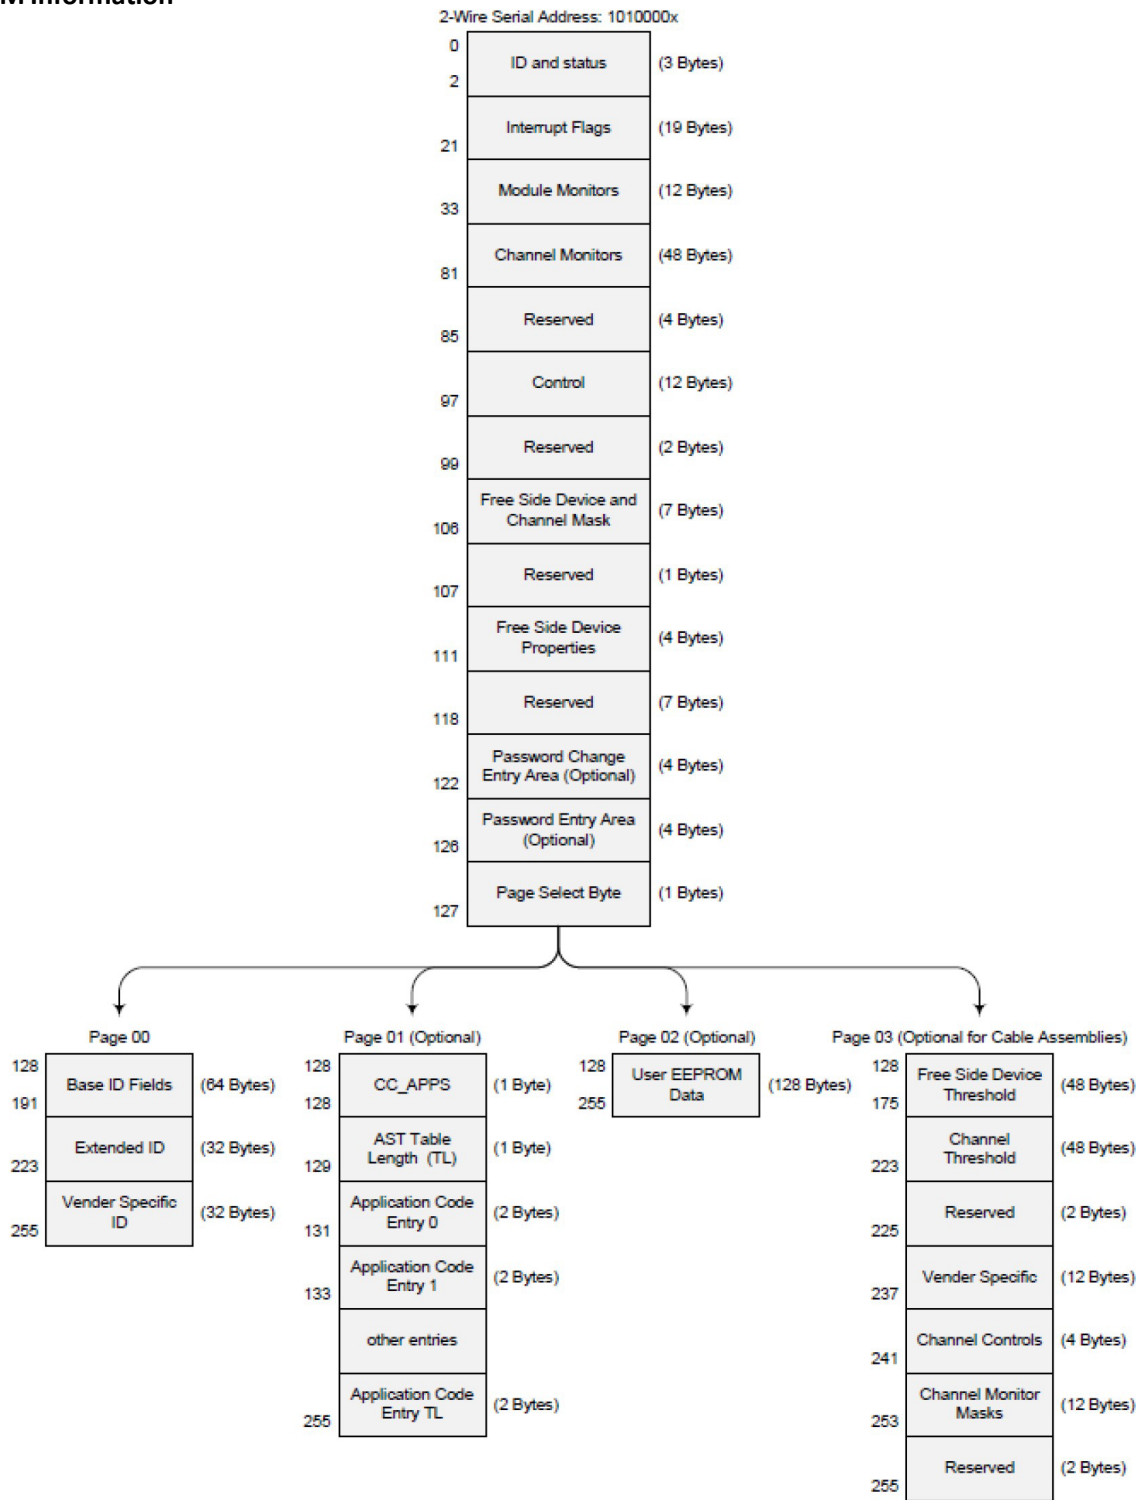 M Information
2-Wire Serial Address: 1010000x
0
ID and status
(3 Bytes)
2
Interrupt Flags
(19 Bytes)
21
Module Monitors
(12 Bytes)
33
Channel Monitors
(48 Bytes)
81
Reserved
(4 Bytes)
85
Control
(12 Bytes)
97
Reserved
(2 Bytes)
99
Free Side Device and
Channel Mask
(7 Bytes)
106
Reserved
(1 Bytes)
107
Free Side Device
Properties
(4 Bytes)
111
Reserved
(7 Bytes)
118
Password Change
Entry Area (Optional)
(4 Bytes)
122
Password Entry Area
(Optional)
(4 Bytes)
126
Page Select Byte
(1 Bytes)
127
Page 00
128
Base ID Fields
(64 Bytes)
191
Extended ID
(32 Bytes)
223
Vender Specific
ID
(32 Bytes)
255
Page 01 (Optional)
128
CC_APPS
(1 Byte)
128
AST Table
Length (TL)
(1 Byte)
129
Application Code
Entry 0
(2 Bytes)
131
Application Code
Entry 1
(2 Bytes)
133
other entries
Application Code
Entry TL
(2 Bytes)
255
Page 02 (Optional)
128
User EEPROM
Data
(128 Bytes)
255
Page 03 (Optional for Cable Assemblies)
128
Free Side Device
Threshold
(48 Bytes)
175
Channel
Threshold
(48 Bytes)
223
Reserved
(2 Bytes)
225
Vender Specific
(12 Bytes)
237
Channel Controls
(4 Bytes)
241
Channel Monitor
Masks
(12 Bytes)
253
Reserved
(2 Bytes)
255